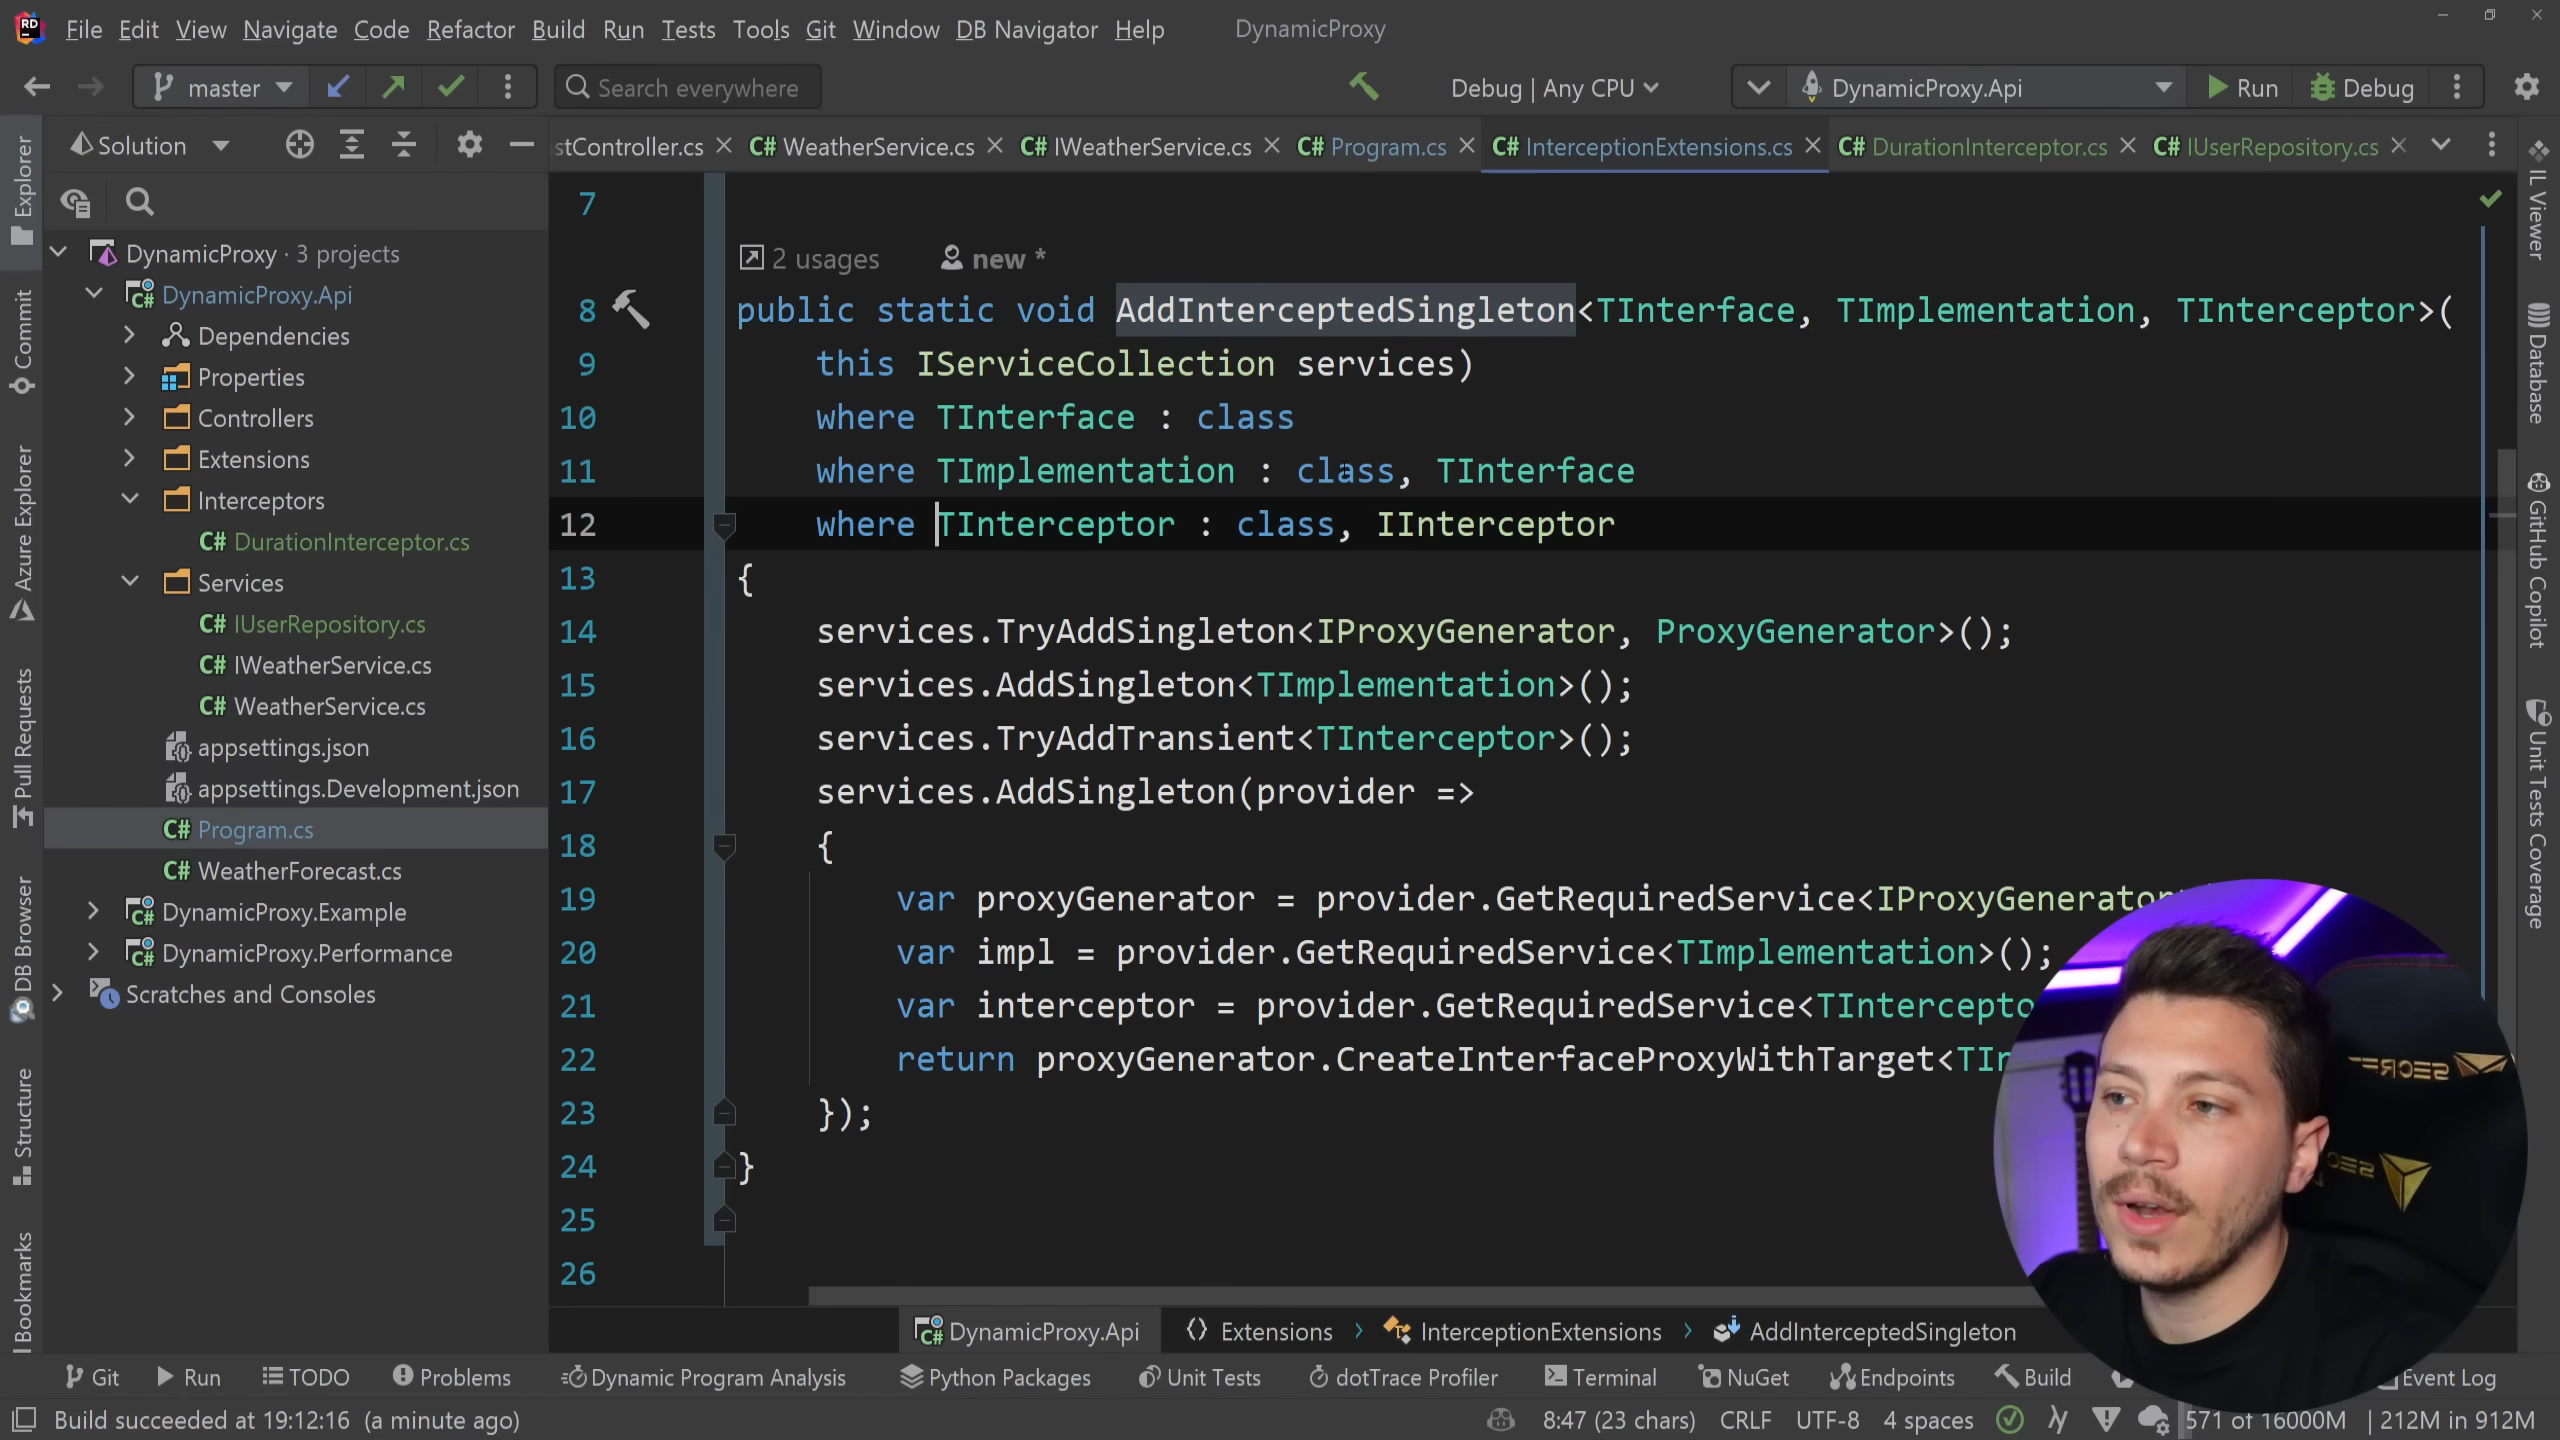 File Edit View Navigate Code Refactor Build Run Tests Tools Git Window DB Navigator Help DynamicProxy
master Search everywhere Debug | Any CPU DynamicProxy.Api Run Debug
Solution
stController.cs WeatherService.cs IWeatherService.cs Program.cs InterceptionExtensions.cs DurationInterceptor.cs IUserRepository.cs
Explorer
Commit
Azure Explorer
Pull Requests
DB Browser
Structure
Bookmarks
DynamicProxy · 3 projects
DynamicProxy.Api
Dependencies
Properties
Controllers
Extensions
Interceptors
C# DurationInterceptor.cs
Services
C# IUserRepository.cs
C# IWeatherService.cs
C# WeatherService.cs
appsettings.json
appsettings.Development.json
C# Program.cs
C# WeatherForecast.cs
DynamicProxy.Example
DynamicProxy.Performance
Scratches and Consoles
7
2 usages new *
8 public static void AddInterceptedSingleton<TInterface, TImplementation, TInterceptor>(
9 this IServiceCollection services)
10 where TInterface : class
11 where TImplementation : class, TInterface
12 where TInterceptor : class, IInterceptor
13 {
14 services.TryAddSingleton<IProxyGenerator, ProxyGenerator>();
15 services.AddSingleton<TImplementation>();
16 services.TryAddTransient<TInterceptor>();
17 services.AddSingleton(provider =>
18 {
19 var proxyGenerator = provider.GetRequiredService<IProxyGenerator
20 var impl = provider.GetRequiredService<TImplementation>();
21 var interceptor = provider.GetRequiredService<TIntercepto
22 return proxyGenerator.CreateInterfaceProxyWithTarget<TIn
23 });
24 }
25
26
IL Viewer
Database
GitHub Copilot
Unit Tests Coverage
DynamicProxy.Api Extensions InterceptionExtensions AddInterceptedSingleton
Git Run TODO Problems Dynamic Program Analysis Python Packages Unit Tests dotTrace Profiler Terminal NuGet Endpoints Build Event Log
Build succeeded at 19:12:16 (a minute ago) 8:47 (23 chars) CRLF UTF-8 4 spaces 571 of 16000M 212M in 912M